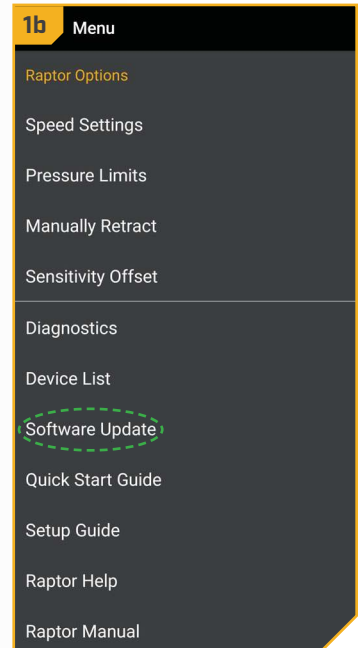 1b Menu
Raptor Options
Speed Settings
Pressure Limits
Manually Retract
Sensitivity Offset
Diagnostics
Device List
Software Update
Quick Start Guide
Setup Guide
Raptor Help
Raptor Manual